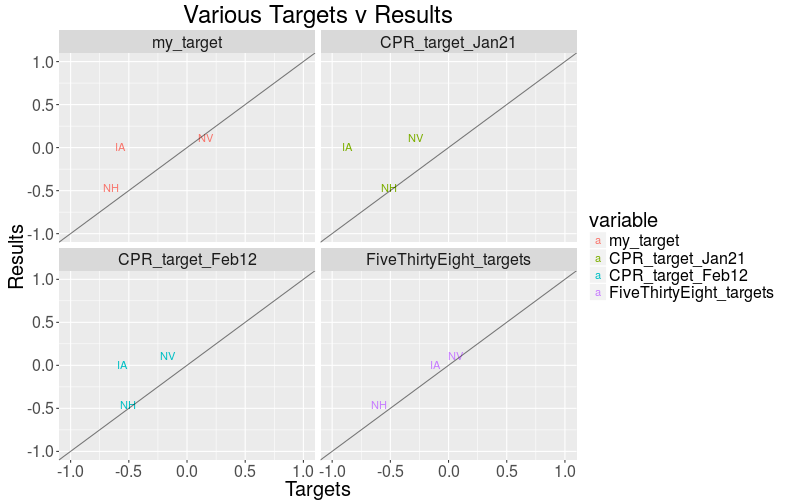 Various Targets v Results
my_target
CPR_target_Jan21
1.0
0.5
0.0
-0.5
-1.0
IA
NV
NH
IA
NV
NH
CPR_target_Feb12
FiveThirtyEight_targets
1.0
0.5
0.0
-0.5
-1.0
IA
NV
NH
IA
NV
NH
-1.0 -0.5 0.0 0.5 1.0
-1.0 -0.5 0.0 0.5 1.0
Targets
Results
variable
a my_target
a CPR_target_Jan21
a CPR_target_Feb12
a FiveThirtyEight_targets